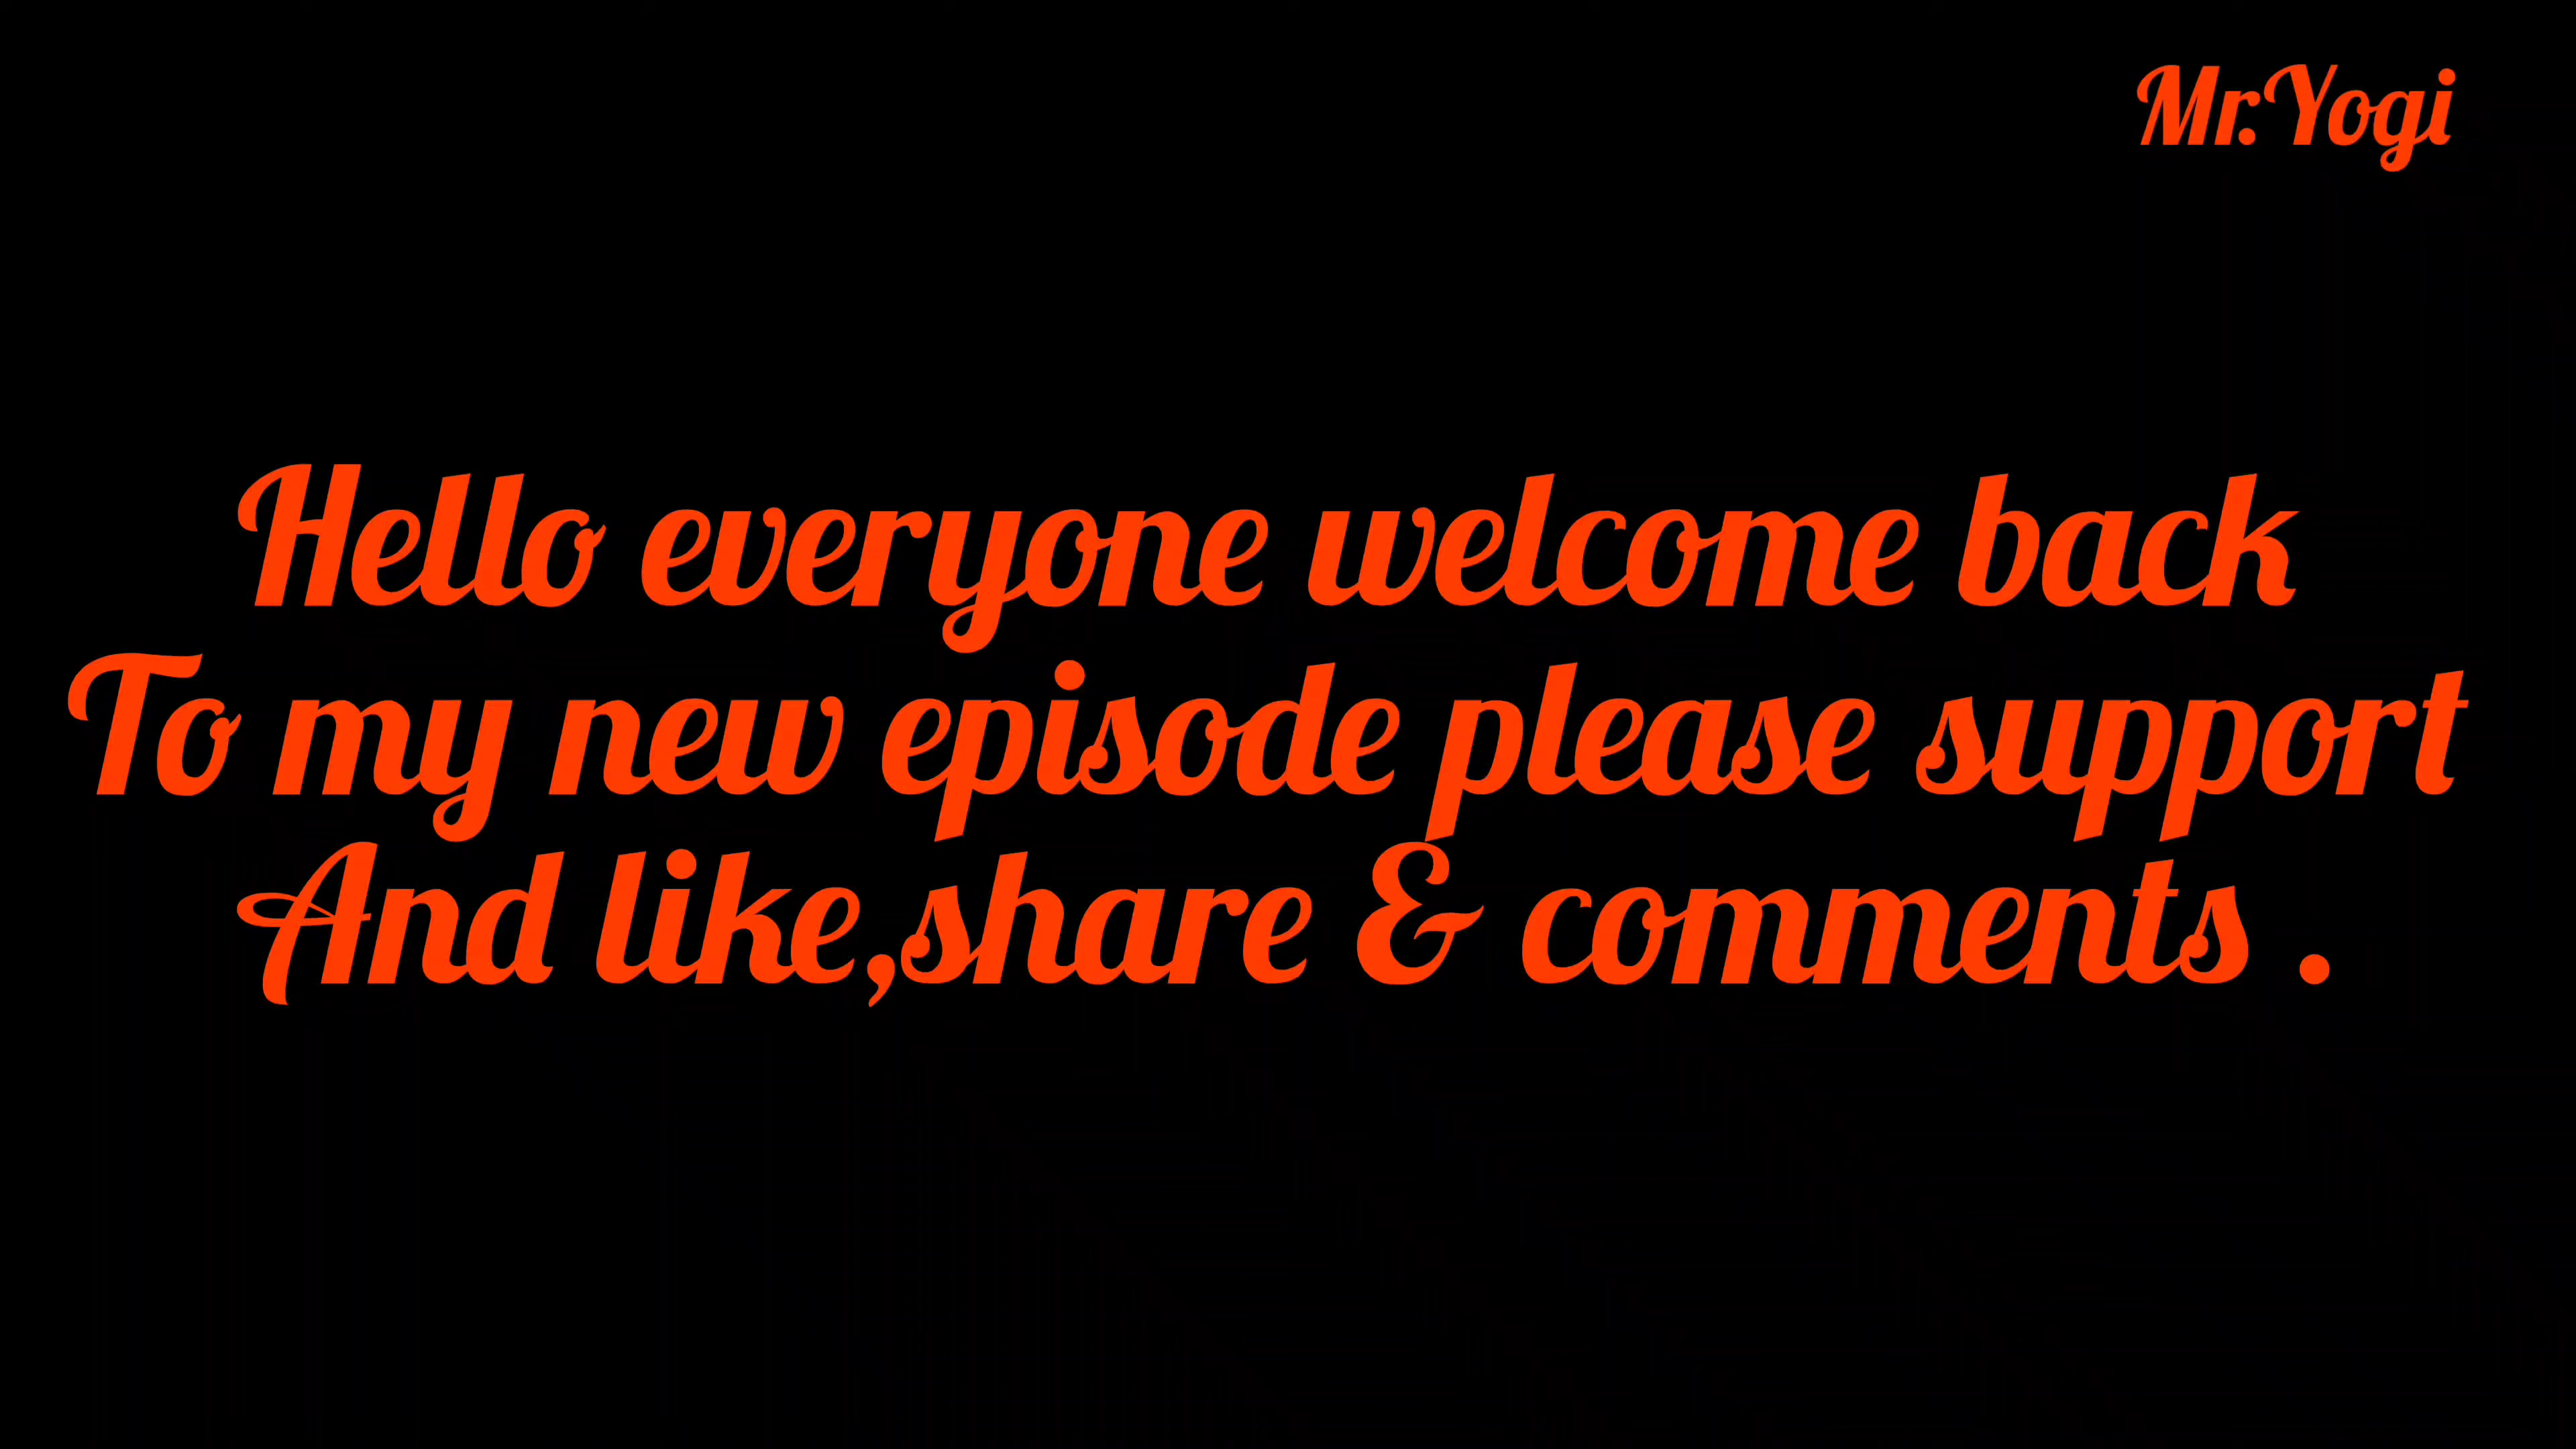 Mr.Yogi
Hello everyone welcome back
To my new episode please support
And like,share & comments .